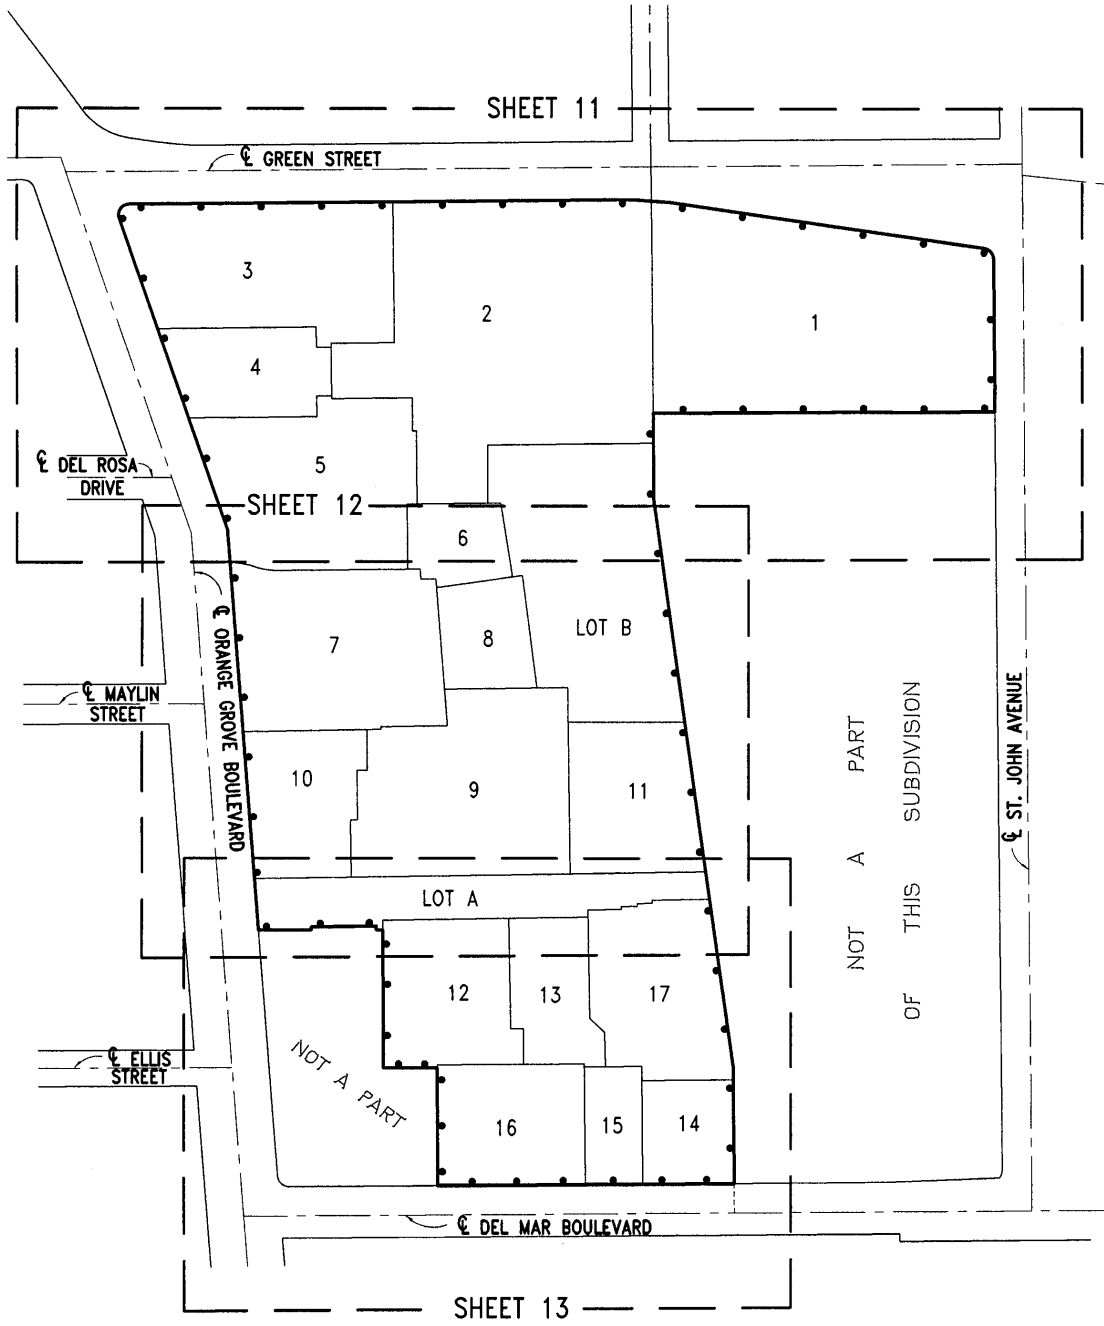 SHEET 11
℄ GREEN STREET
3
2
1
4
℄ DEL ROSA
DRIVE
5
SHEET 12
6
℄ ORANGE GROVE BOULEVARD
7
8
LOT B
℄ MAYLIN
STREET
10
9
11
NOT A PART
OF THIS SUBDIVISION
℄ ST. JOHN AVENUE
LOT A
12
13
17
℄ ELLIS
STREET
NOT A PART
16
15
14
℄ DEL MAR BOULEVARD
SHEET 13